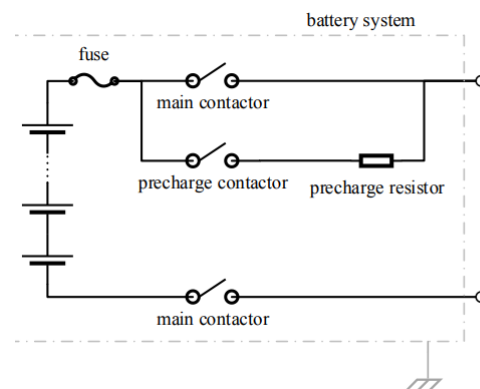 battery system
fuse
main contactor
precharge contactor
precharge resistor
main contactor